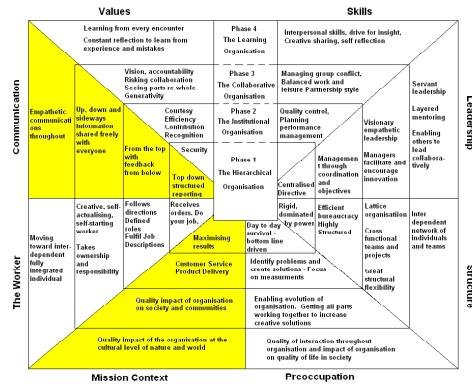 Values
Skills
Learning from every encounter
Constant reflection to learn from
experience and mistakes
Phase 4
The Learning
Organisation
Interpersonal skills, drive for insight,
Creative sharing, self reflection
Vision, accountability
Risking collaboration
Seeing parts re whole
Generativity
Phase 3
The Collaborative
Organisation
Managing group conflict,
Balanced work and
leisure Partnership style
Communication
Empathetic
communicati
ons
throughout
Up, down and
sideways
Information
shared freely
with
everyone
Courtesy
Efficiency
Contribution
Recognition
Phase 2
The Institutional
Organisation
Quality control,
Planning
performance
management
Visionary
empathetic
leadership
Managers
facilitate and
encourage
innovation
Servant
leadership
Layered
mentoring
Enabling
others to
lead
collabora-
tively
Leadership
From the top
with
feedback
from below
Security
Top down
structured
reporting
Phase 1
The Hierarchical
Organisation
Centralised
Directive
Managemen
t through
coordination
and
objectives
The Worker
Moving
toward inter-
dependent
fully
integrated
individual
Creative, self-
actualising,
self-starting
worker
Takes
ownership
and
responsibility
Follows
directions
Defined
roles
Fulfil Job
Descriptions
Receives
orders. Do
your job,
Maximising
results
Day to day
survival -
bottom line
driven
Rigid,
dominated
by power
Efficient
bureaucracy
Highly
Structured
Lattice
organisation
Cross
functional
teams and
projects
Great
structural
flexibility
Inter
dependent
network of
individuals
and teams
Structure
Customer Service
Product Delivery
Identify problems and
create solutions - Focus
on measurments
Quality impact of organisation
on society and communities
Enabling evolution of
organisation, Getting all parts
working together to increase
creative solutions
Quality impact of the organisation at the
cultural level of nature and world
Quality of interaction throughout
organisation and impact of organisation
on quality of life in society
Mission Context
Preoccupation